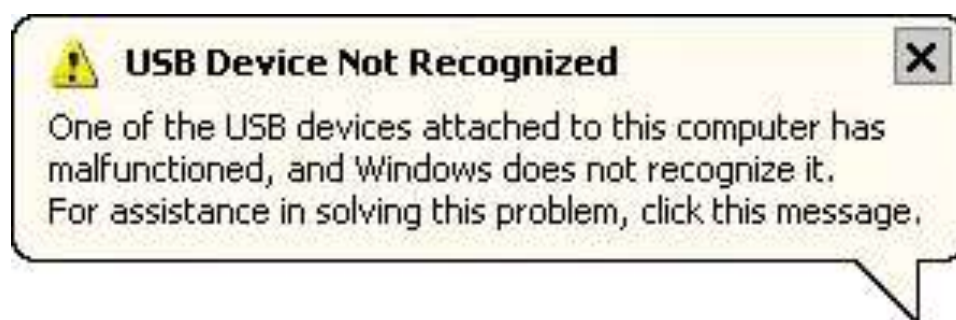 USB Device Not Recognized
One of the USB devices attached to this computer has
malfunctioned, and Windows does not recognize it.
For assistance in solving this problem, click this message.